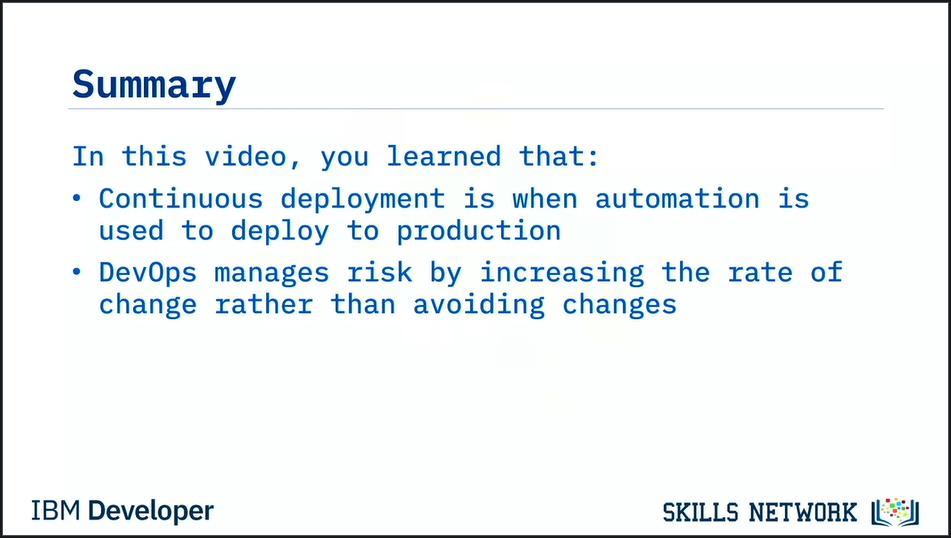 Summary
In this video, you learned that:
• Continuous deployment is when automation is
used to deploy to production
• DevOps manages risk by increasing the rate of
change rather than avoiding changes
IBM Developer
SKILLS NETWORK